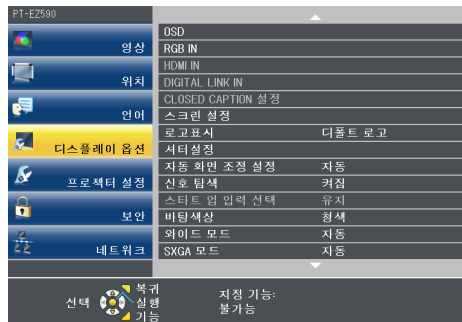 PT-EZ590
영상
위치
언어
디스플레이 옵션
프로젝터 설정
보안
네트워크
OSD
RGB IN
HDMI IN
DIGITAL LINK IN
CLOSED CAPTION 설정
스크린 설정
로고표시 디폴트 로고
셔터설정
자동 화면 조정 설정 자동
신호 탐색 켜짐
스타트 업 입력 선택 유지
바탕색상 청색
와이드 모드 자동
SXGA 모드 자동
선택
복귀
실행
기능
지정 기능:
불가능